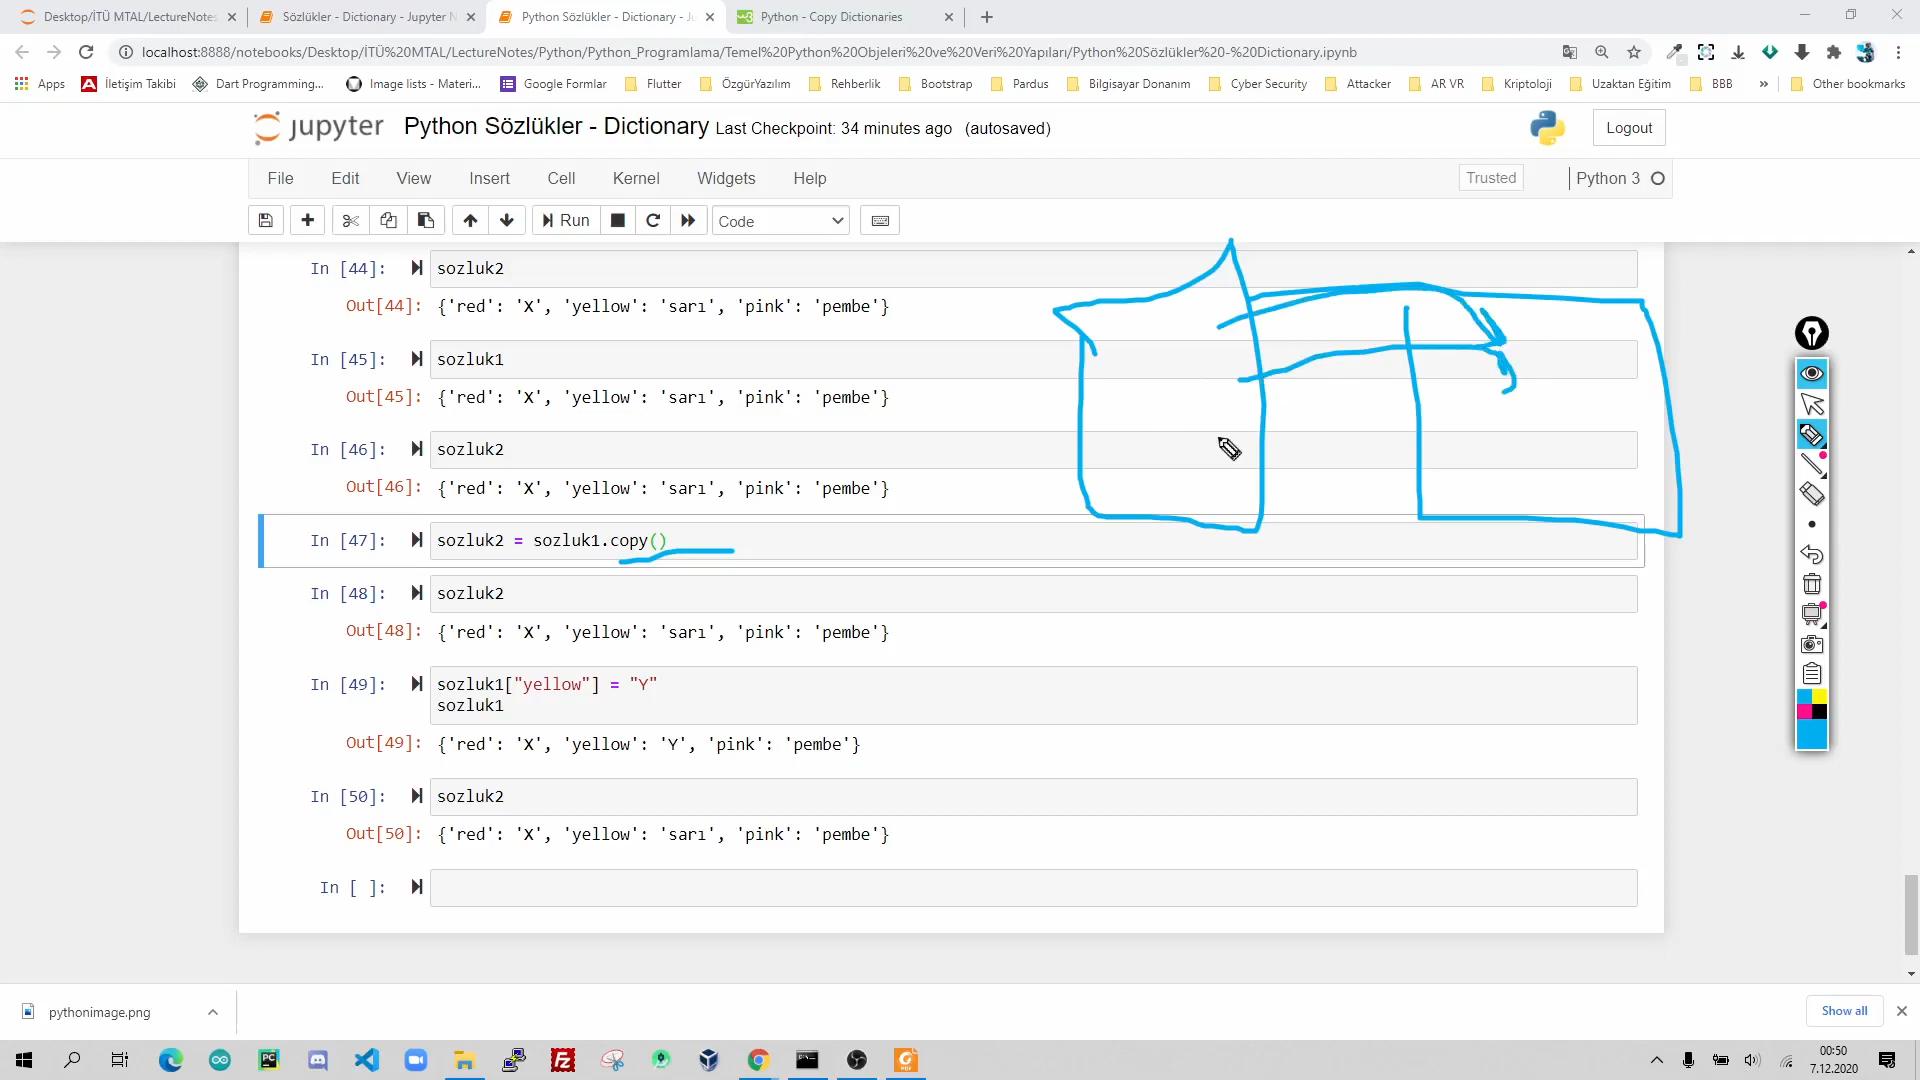 Desktop/İTÜ MTAL/LectureNotes
Sözlükler - Dictionary - Jupyter N
Python Sözlükler - Dictionary - Ju
Python - Copy Dictionaries
localhost:8888/notebooks/Desktop/İTÜ%20MTAL/LectureNotes/Python/Python_Programlama/Temel%20Python%20Objeleri%20ve%20Veri%20Yapıları/Python%20Sözlükler%20-%20Dictionary.ipynb
Apps
İletişim Takibi
Dart Programming...
Image lists - Materi...
Google Formlar
Flutter
ÖzgürYazılım
Rehberlik
Bootstrap
Pardus
Bilgisayar Donanım
Cyber Security
Attacker
AR VR
Kriptoloji
Uzaktan Eğitim
BBB
»
Other bookmarks
jupyter Python Sözlükler - Dictionary Last Checkpoint: 34 minutes ago (autosaved)
Logout
File Edit View Insert Cell Kernel Widgets Help
Trusted
Python 3
Run
Code
In [44]: sozluk2
Out[44]: {'red': 'X', 'yellow': 'sarı', 'pink': 'pembe'}
In [45]: sozluk1
Out[45]: {'red': 'X', 'yellow': 'sarı', 'pink': 'pembe'}
In [46]: sozluk2
Out[46]: {'red': 'X', 'yellow': 'sarı', 'pink': 'pembe'}
In [47]: sozluk2 = sozluk1.copy()
In [48]: sozluk2
Out[48]: {'red': 'X', 'yellow': 'sarı', 'pink': 'pembe'}
In [49]: sozluk1["yellow"] = "Y"
sozluk1
Out[49]: {'red': 'X', 'yellow': 'Y', 'pink': 'pembe'}
In [50]: sozluk2
Out[50]: {'red': 'X', 'yellow': 'sarı', 'pink': 'pembe'}
In [ ]:
pythonimage.png
Show all
00:50
7.12.2020